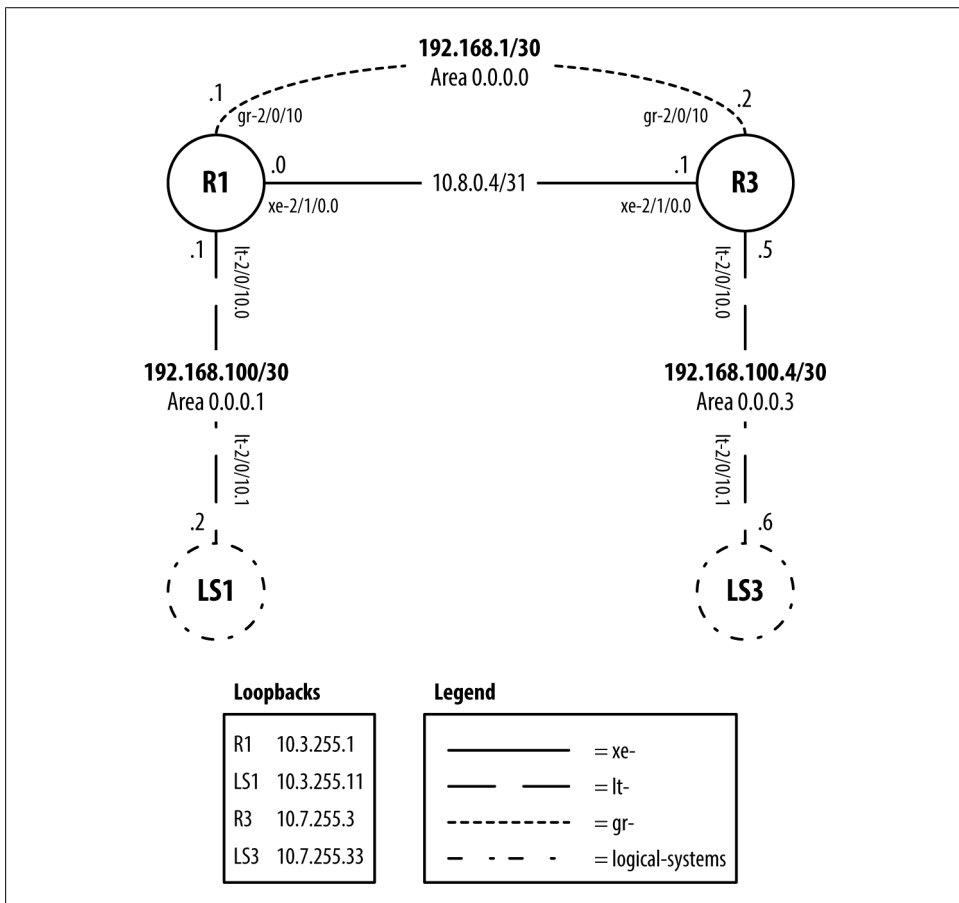 192.168.1/30
Area 0.0.0.0
.1
.2
gr-2/0/10
gr-2/0/10
R1
.0
10.8.0.4/31
.1
R3
xe-2/1/0.0
xe-2/1/0.0
.1
lt-2/0/10.0
lt-2/0/10.0
.5
192.168.100/30
Area 0.0.0.1
192.168.100.4/30
Area 0.0.0.3
lt-2/0/10.1
lt-2/0/10.1
.2
.6
LS1
LS3
Loopbacks
R1 10.3.255.1
LS1 10.3.255.11
R3 10.7.255.3
LS3 10.7.255.33
Legend
= xe-
= lt-
= gr-
= logical-systems